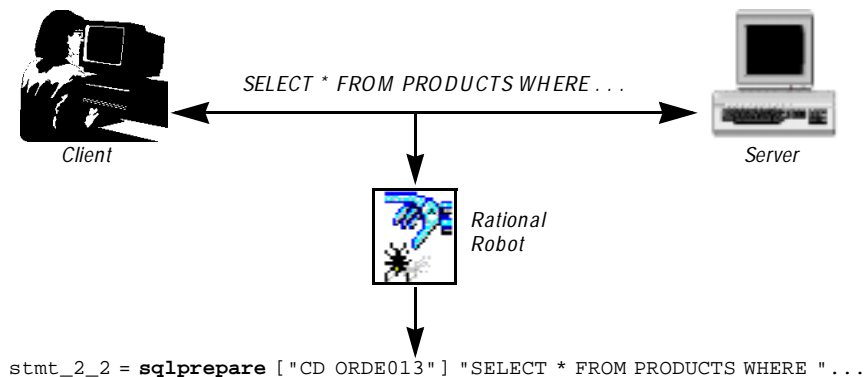 SELECT * FROM PRODUCTS WHERE . . .
Client
Server
Rational
Robot
stmt_2_2 = sqlprepare ["CD ORDE013"] "SELECT * FROM PRODUCTS WHERE "...